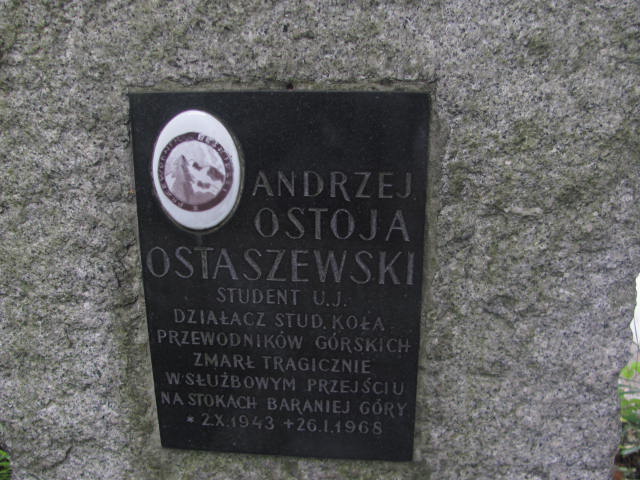 ANDRZEJ
OSTOJA
OSTASZEWSKI
STUDENT U.J.
DZIAŁACZ STUD. KOŁA
PRZEWODNIKÓW GÓRSKICH
ZMARŁ TRAGICZNIE
W SŁUŻBOWYM PRZEJŚCIU
NA STOKACH BARANIEJ GÓRY
* 2.X.1943 +26.I.1968